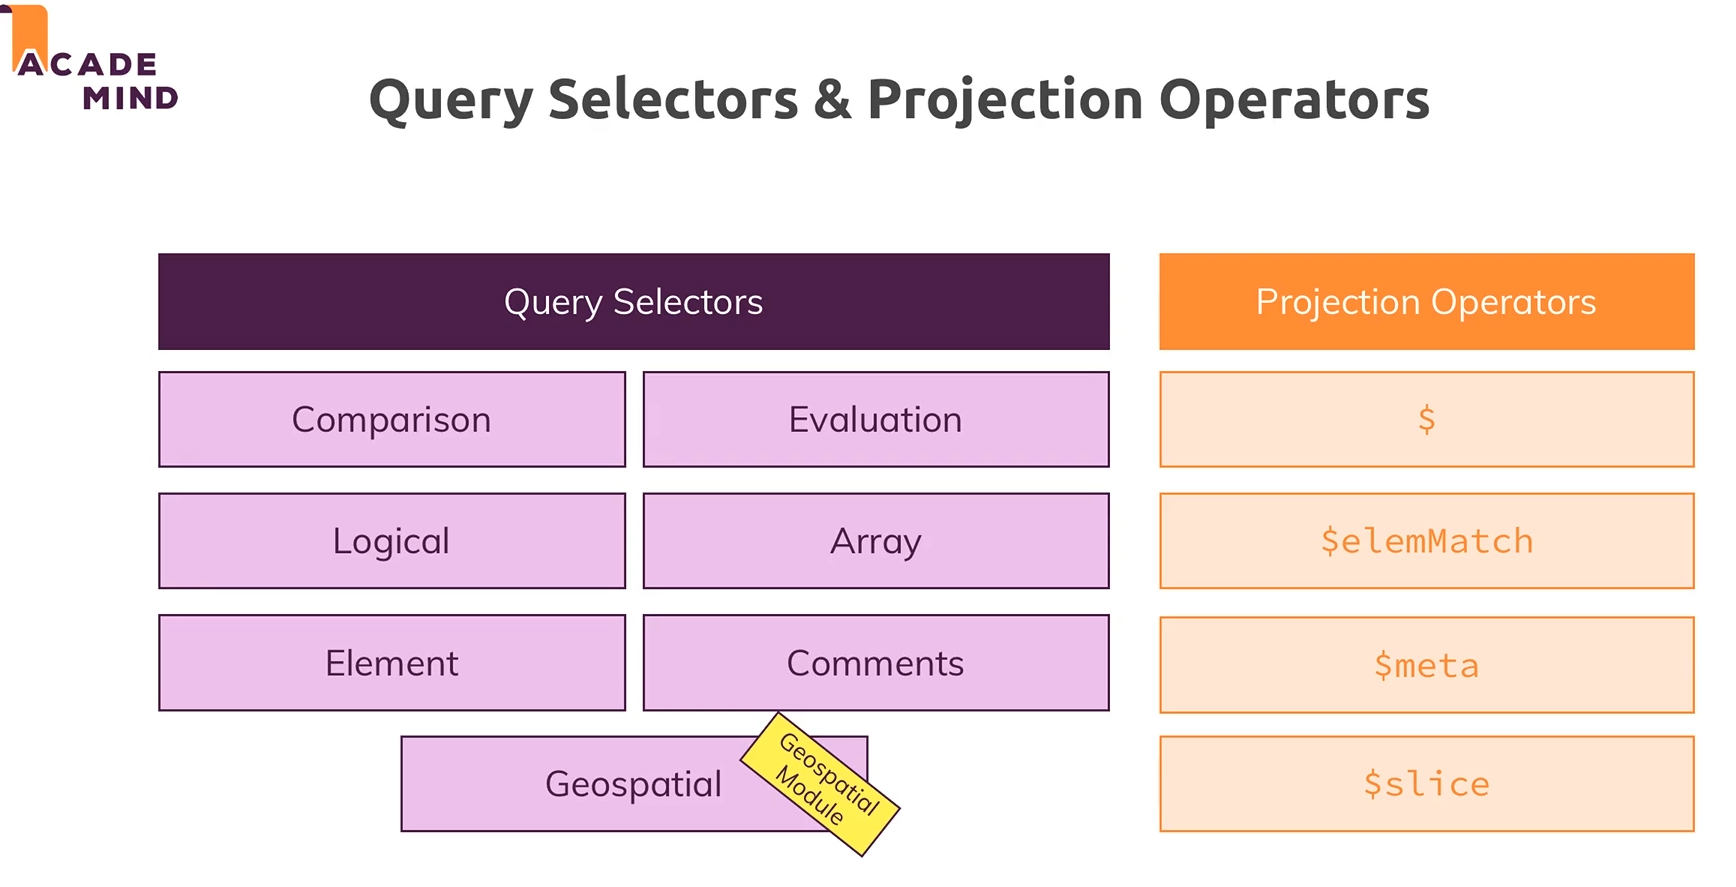 ACADE
MIND
Query Selectors & Projection Operators
Query Selectors
Projection Operators
Comparison
Evaluation
$
Logical
Array
$elemMatch
Element
Comments
$meta
Geospatial
Geospatial
Module
$slice